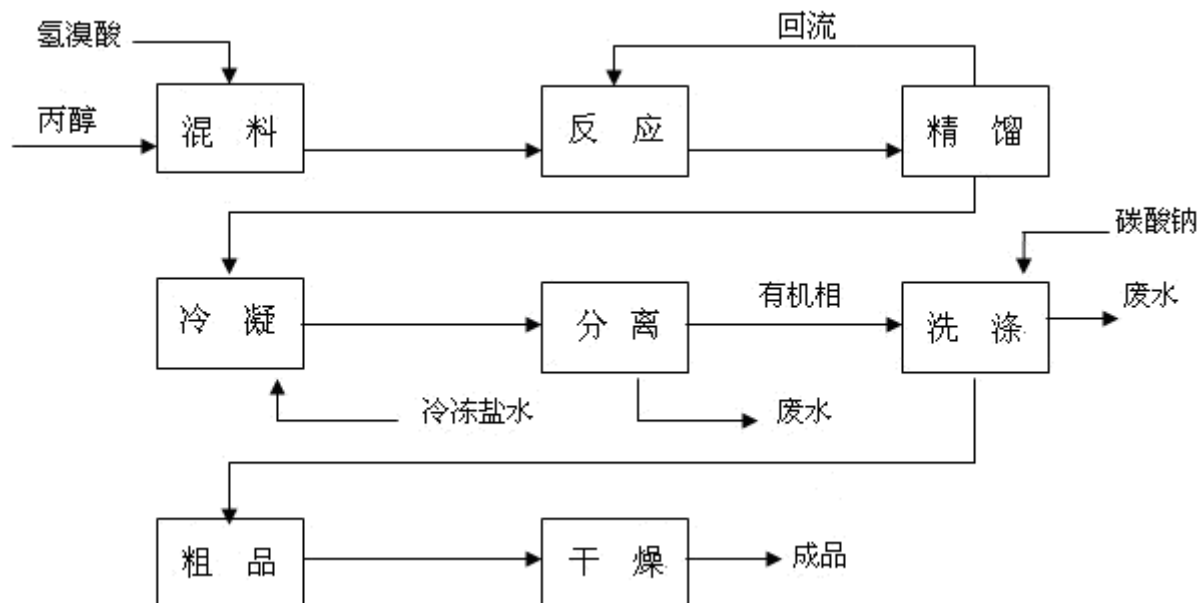 氢溴酸
回流
丙醇
混 料
反 应
精 馏
碳酸钠
有机相
废水
冷 凝
分 离
洗 涤
冷冻盐水
废水
粗 品
干 燥
成品